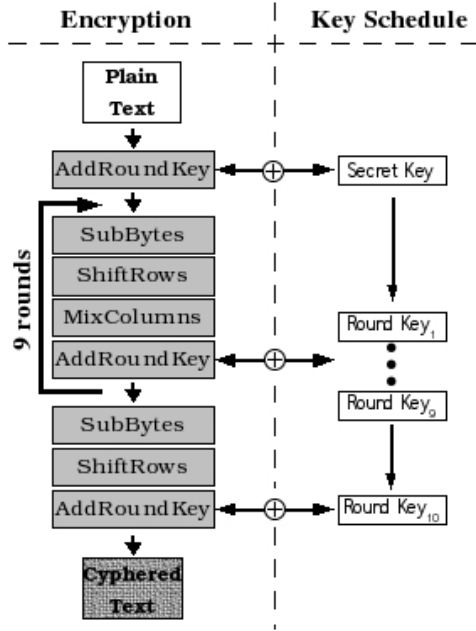 Encryption
Key Schedule
Plain
Text
AddRoundKey
Secret Key
9 rounds
SubBytes
ShiftRows
MixColumns
AddRoundKey
Round Key₁
Round Key₉
SubBytes
ShiftRows
AddRoundKey
Round Key₁₀
Cyphered
Text